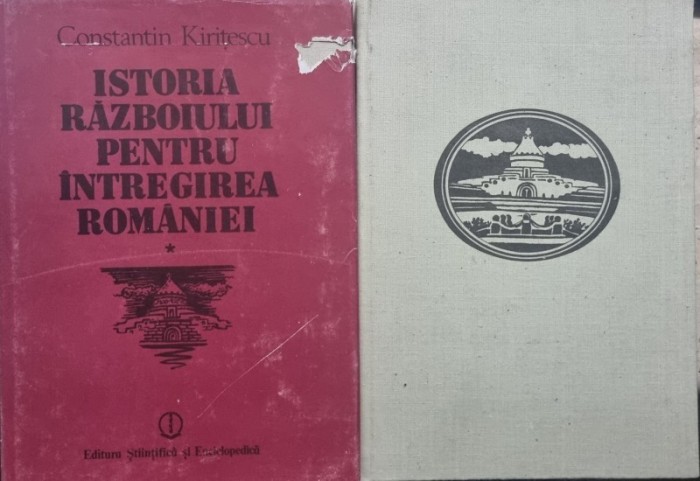 Constantin Kirițescu
ISTORIA
RĂZBOIULUI
PENTRU
ÎNTREGIREA
ROMÂNIEI
*
Editura Științifică și Enciclopedică